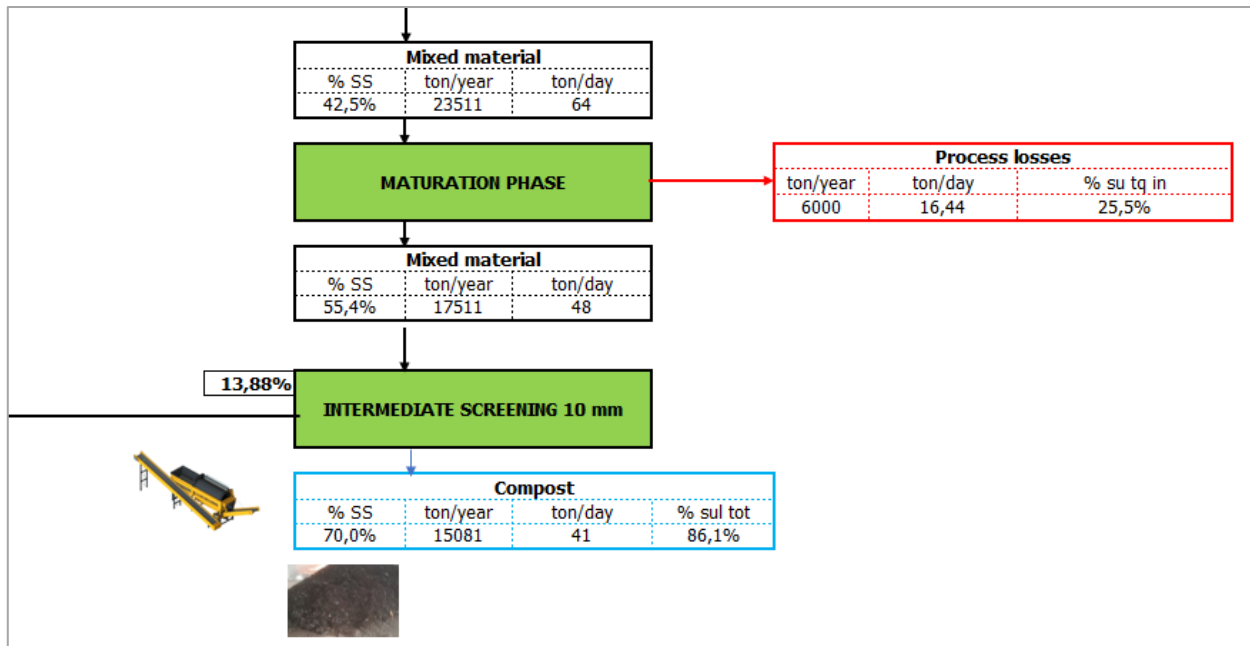 Mixed material
% SS ton/year ton/day
42,5% 23511 64
MATURATION PHASE
Process losses
ton/year ton/day % su tq in
6000 16,44 25,5%
Mixed material
% SS ton/year ton/day
55,4% 17511 48
13,88%
INTERMEDIATE SCREENING 10 mm
Compost
% SS ton/year ton/day % sul tot
70,0% 15081 41 86,1%